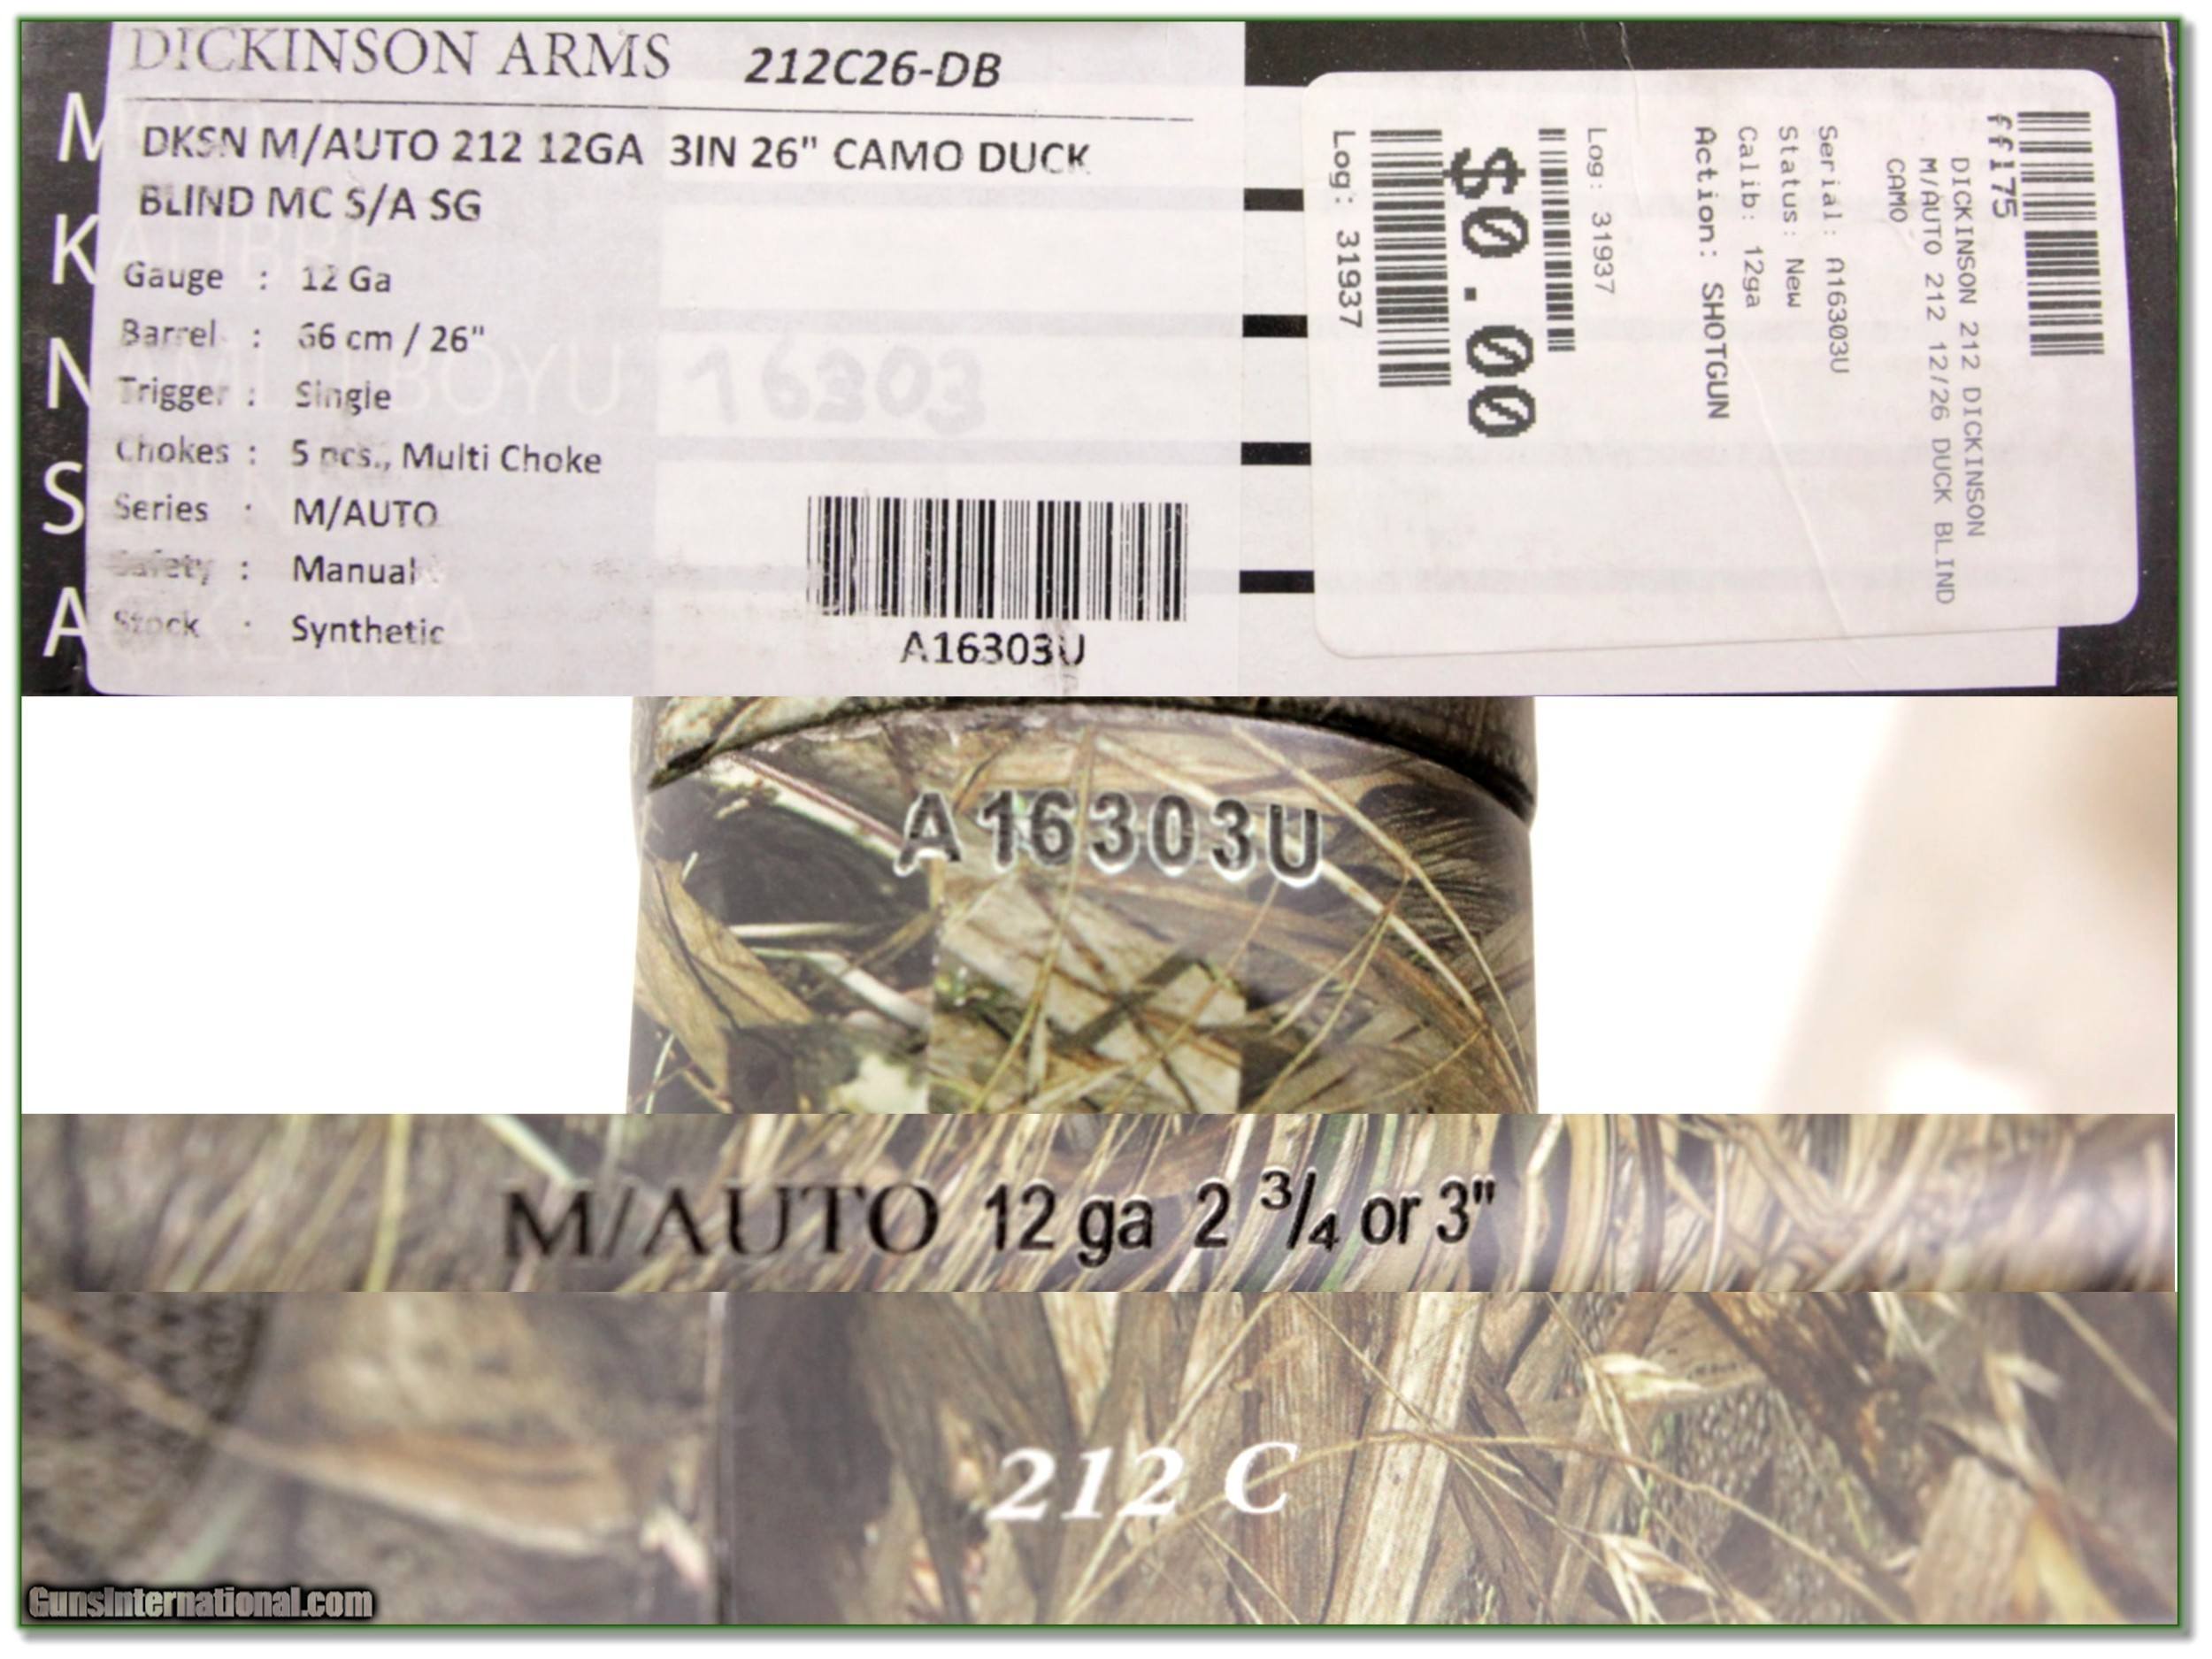 DICKINSON ARMS 212C26-DB
DKSN M/AUTO 212 12GA 3IN 26" CAMO DUCK
BLIND MC S/A SG
Gauge : 12 Ga
Barrel : 66 cm / 26"
Trigger : Single
Chokes : 5 pcs., Multi Choke
Series : M/AUTO
Safety : Manual
Stock : Synthetic
M
K
N
S
A
BOYU
16303
A16303U
ffl75
DICKINSON 212 DICKINSON
M/AUTO 212 12/26 DUCK BLIND
CAMO
Serial: A16303U
Status: New
Calib: 12ga
Action: SHOTGUN
Log: 31937
$0.00
Log: 31937
A16303U
M/AUTO 12 ga 2 3/4 or 3"
212 C
GunsInternational.com